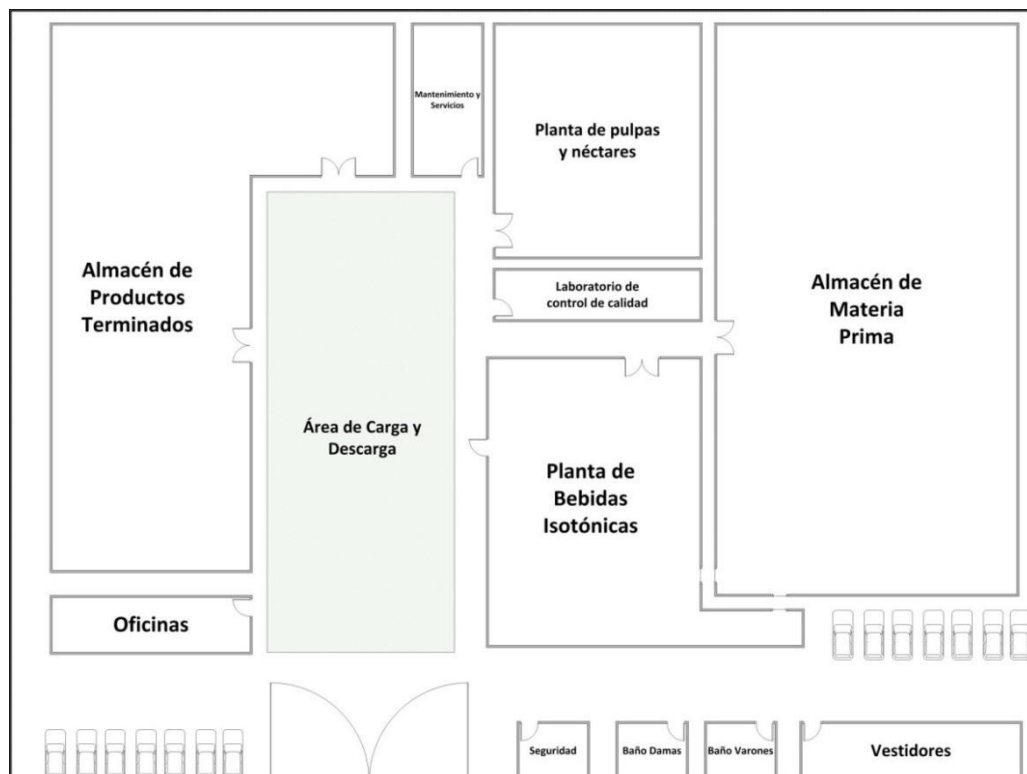 Mantenimiento y
Servicios
Planta de pulpas
y néctares
Almacén de
Productos
Terminados
Laboratorio de
control de calidad
Almacén de
Materia
Prima
Área de Carga y
Descarga
Planta de
Bebidas
Isotónicas
Oficinas
Seguridad
Baño Damas
Baño Varones
Vestidores